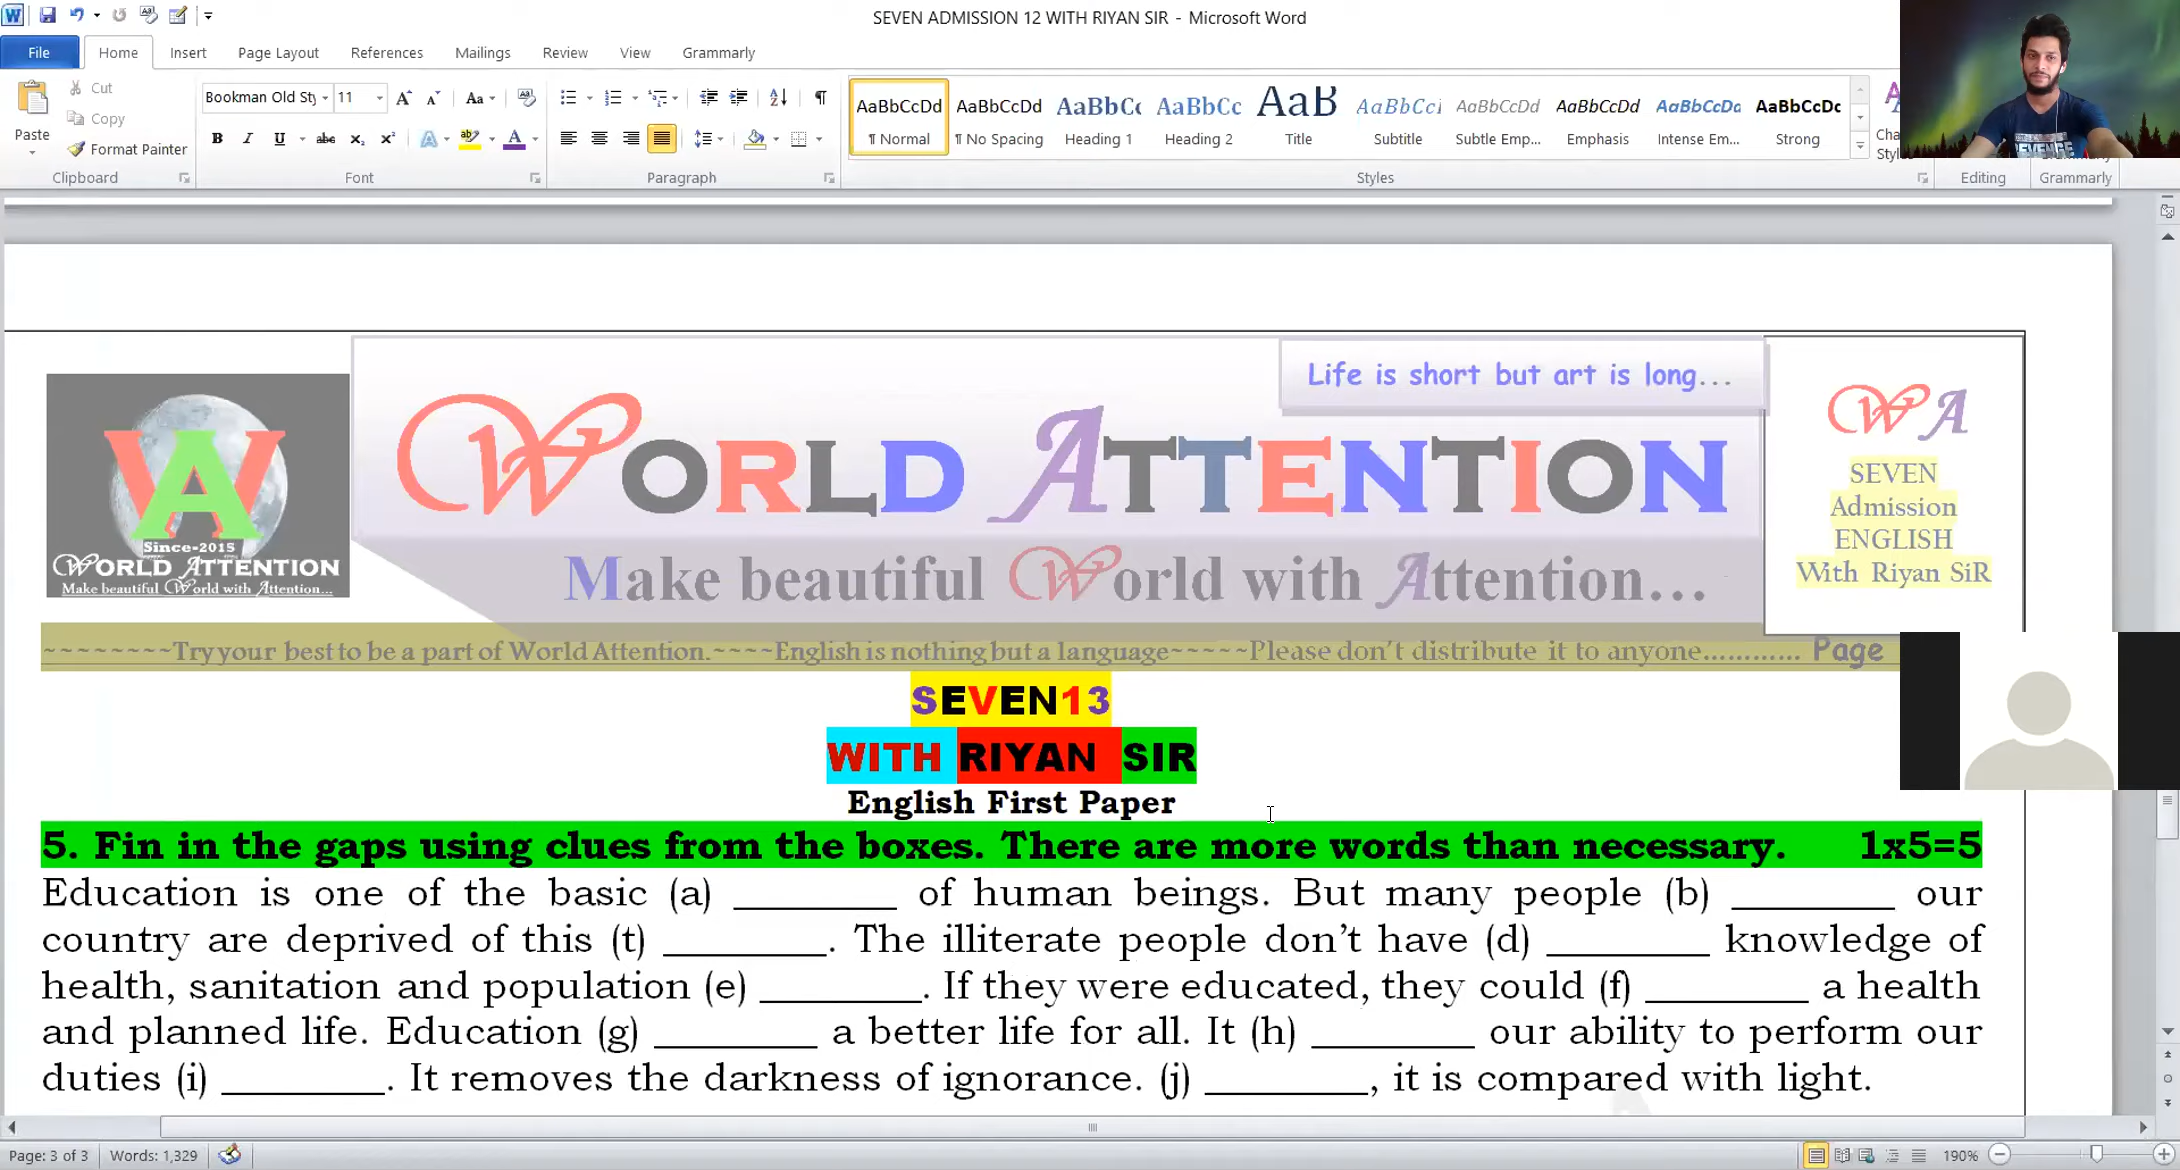 SEVEN ADMISSION 12 WITH RIYAN SIR - Microsoft Word
File Home Insert Page Layout References Mailings Review View Grammarly
Paste
Cut
Copy
Format Painter
Clipboard
Bookman Old Sty 11
Font
Paragraph
AaBbCcDd AaBbCcDd AaBbCc AaBbCc AaB AaBbCcI AaBbCcDd AaBbCcDd AaBbCcDd AaBbCcDc
¶ Normal ¶ No Spacing Heading 1 Heading 2 Title Subtitle Subtle Emp... Emphasis Intense Em... Strong
Styles
Editing
Grammarly
REVENGE
Life is short but art is long...
WORLD ATTENTION
Make beautiful World with Attention...
Since-2015
WORLD ATTENTION
Make beautiful World with Attention...
WA
SEVEN
Admission
ENGLISH
With Riyan SiR
~~~~~~~~Try your best to be a part of World Attention.~~~~English is nothing but a language~~~~~Please don't distribute it to anyone............ Page
SEVEN13
WITH RIYAN SIR
English First Paper
5. Fin in the gaps using clues from the boxes. There are more words than necessary. 1x5=5
Education is one of the basic (a) ________ of human beings. But many people (b) ________ our
country are deprived of this (t) ________. The illiterate people don't have (d) ________ knowledge of
health, sanitation and population (e) ________. If they were educated, they could (f) ________ a health
and planned life. Education (g) ________ a better life for all. It (h) ________ our ability to perform our
duties (i) ________. It removes the darkness of ignorance. (j) ________, it is compared with light.
Page: 3 of 3 Words: 1,329 190%